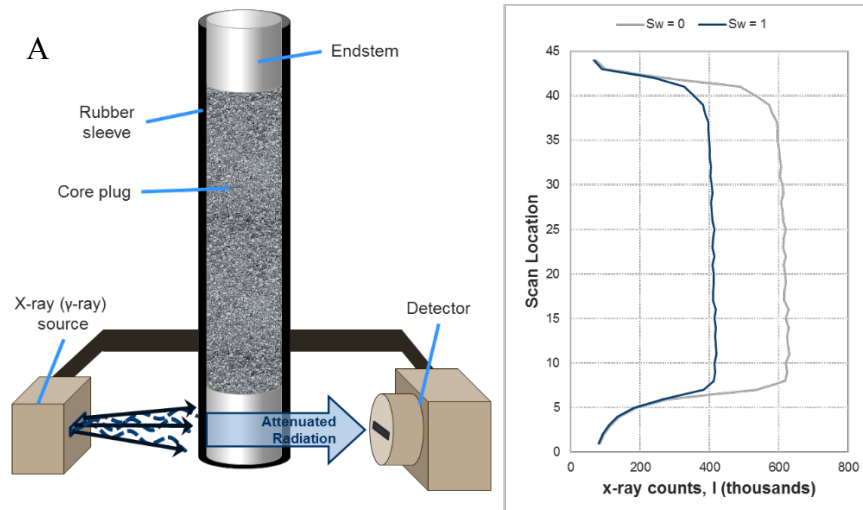 A
Endstem
Rubber
sleeve
Core plug
X-ray (γ-ray)
source
Detector
Attenuated
Radiation
Sw = 0
Sw = 1
45
40
35
30
25
20
15
10
5
0
Scan Location
0
200
400
600
800
x-ray counts, I (thousands)